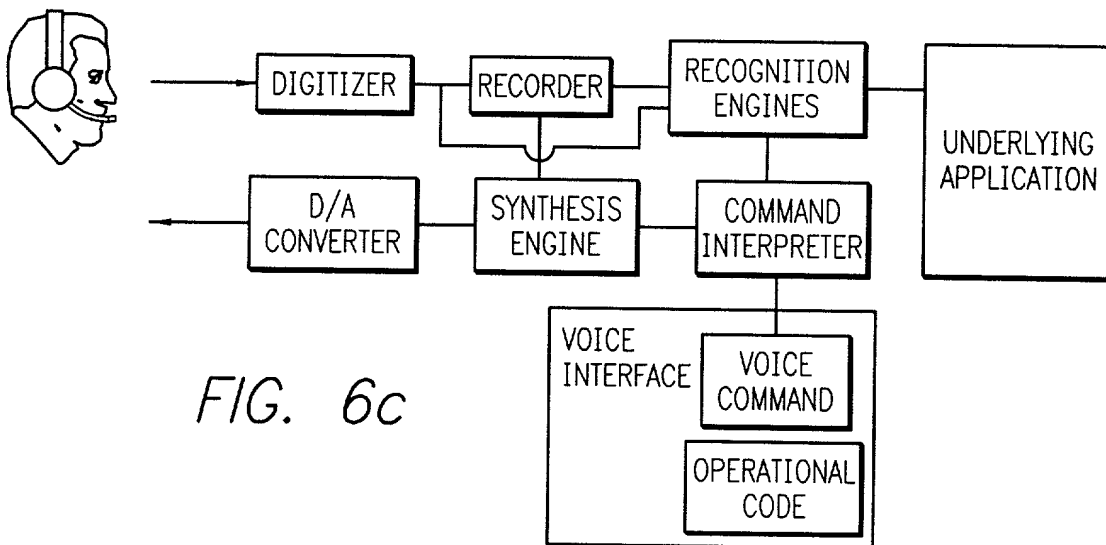 DIGITIZER
RECORDER
RECOGNITION
ENGINES
UNDERLYING
APPLICATION
D/A
CONVERTER
SYNTHESIS
ENGINE
COMMAND
INTERPRETER
VOICE
INTERFACE
VOICE
COMMAND
OPERATIONAL
CODE
FIG. 6c